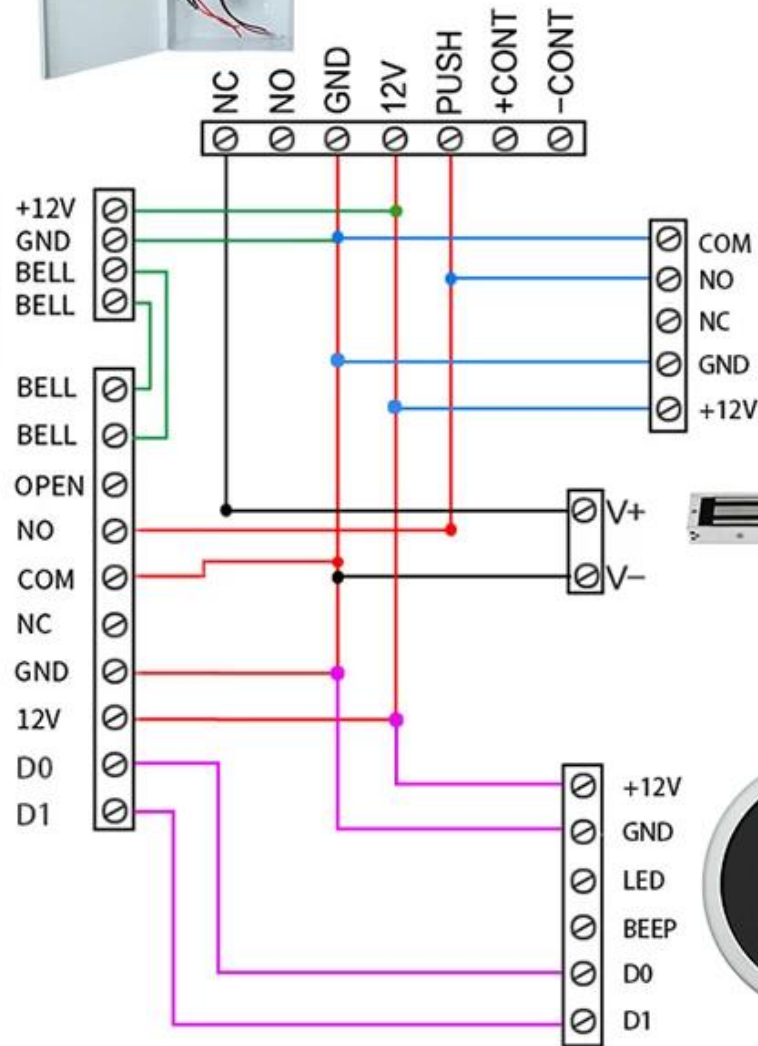 NC
NO
GND
12V
PUSH
+CONT
−CONT
+12V
GND
BELL
BELL
BELL
BELL
OPEN
NO
COM
NC
GND
12V
D0
D1
COM
NO
NC
GND
+12V
V+
V−
+12V
GND
LED
BEEP
D0
D1